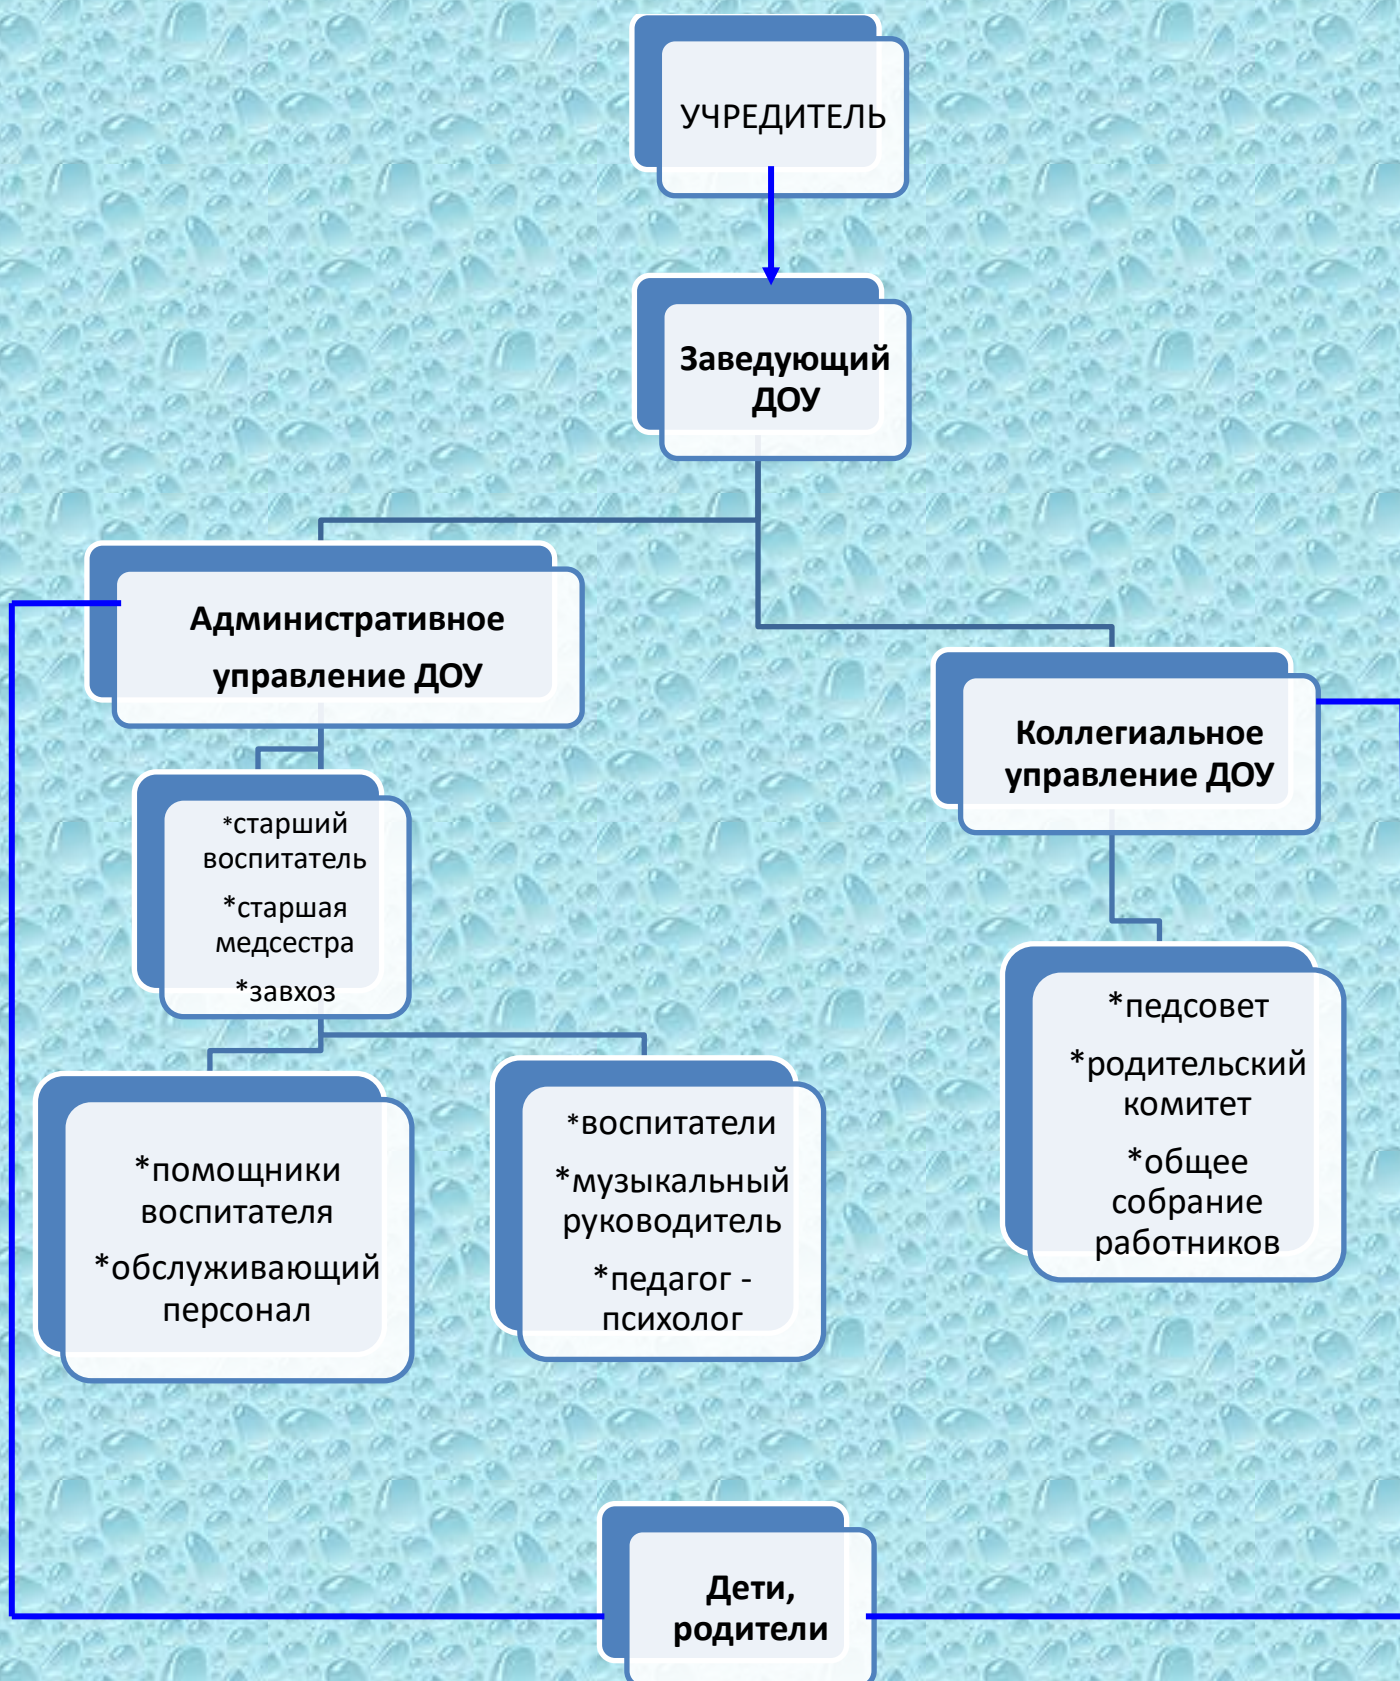 УЧРЕДИТЕЛЬ
Заведующий
ДОУ
Административное
управление ДОУ
Коллегиальное
управление ДОУ
*старший
воспитатель
*старшая
медсестра
*завхоз
*помощники
воспитателя
*обслуживающий
персонал
*воспитатели
*музыкальный
руководитель
*педагог -
психолог
*педсовет
*родительский
комитет
*общее
собрание
работников
Дети,
родители